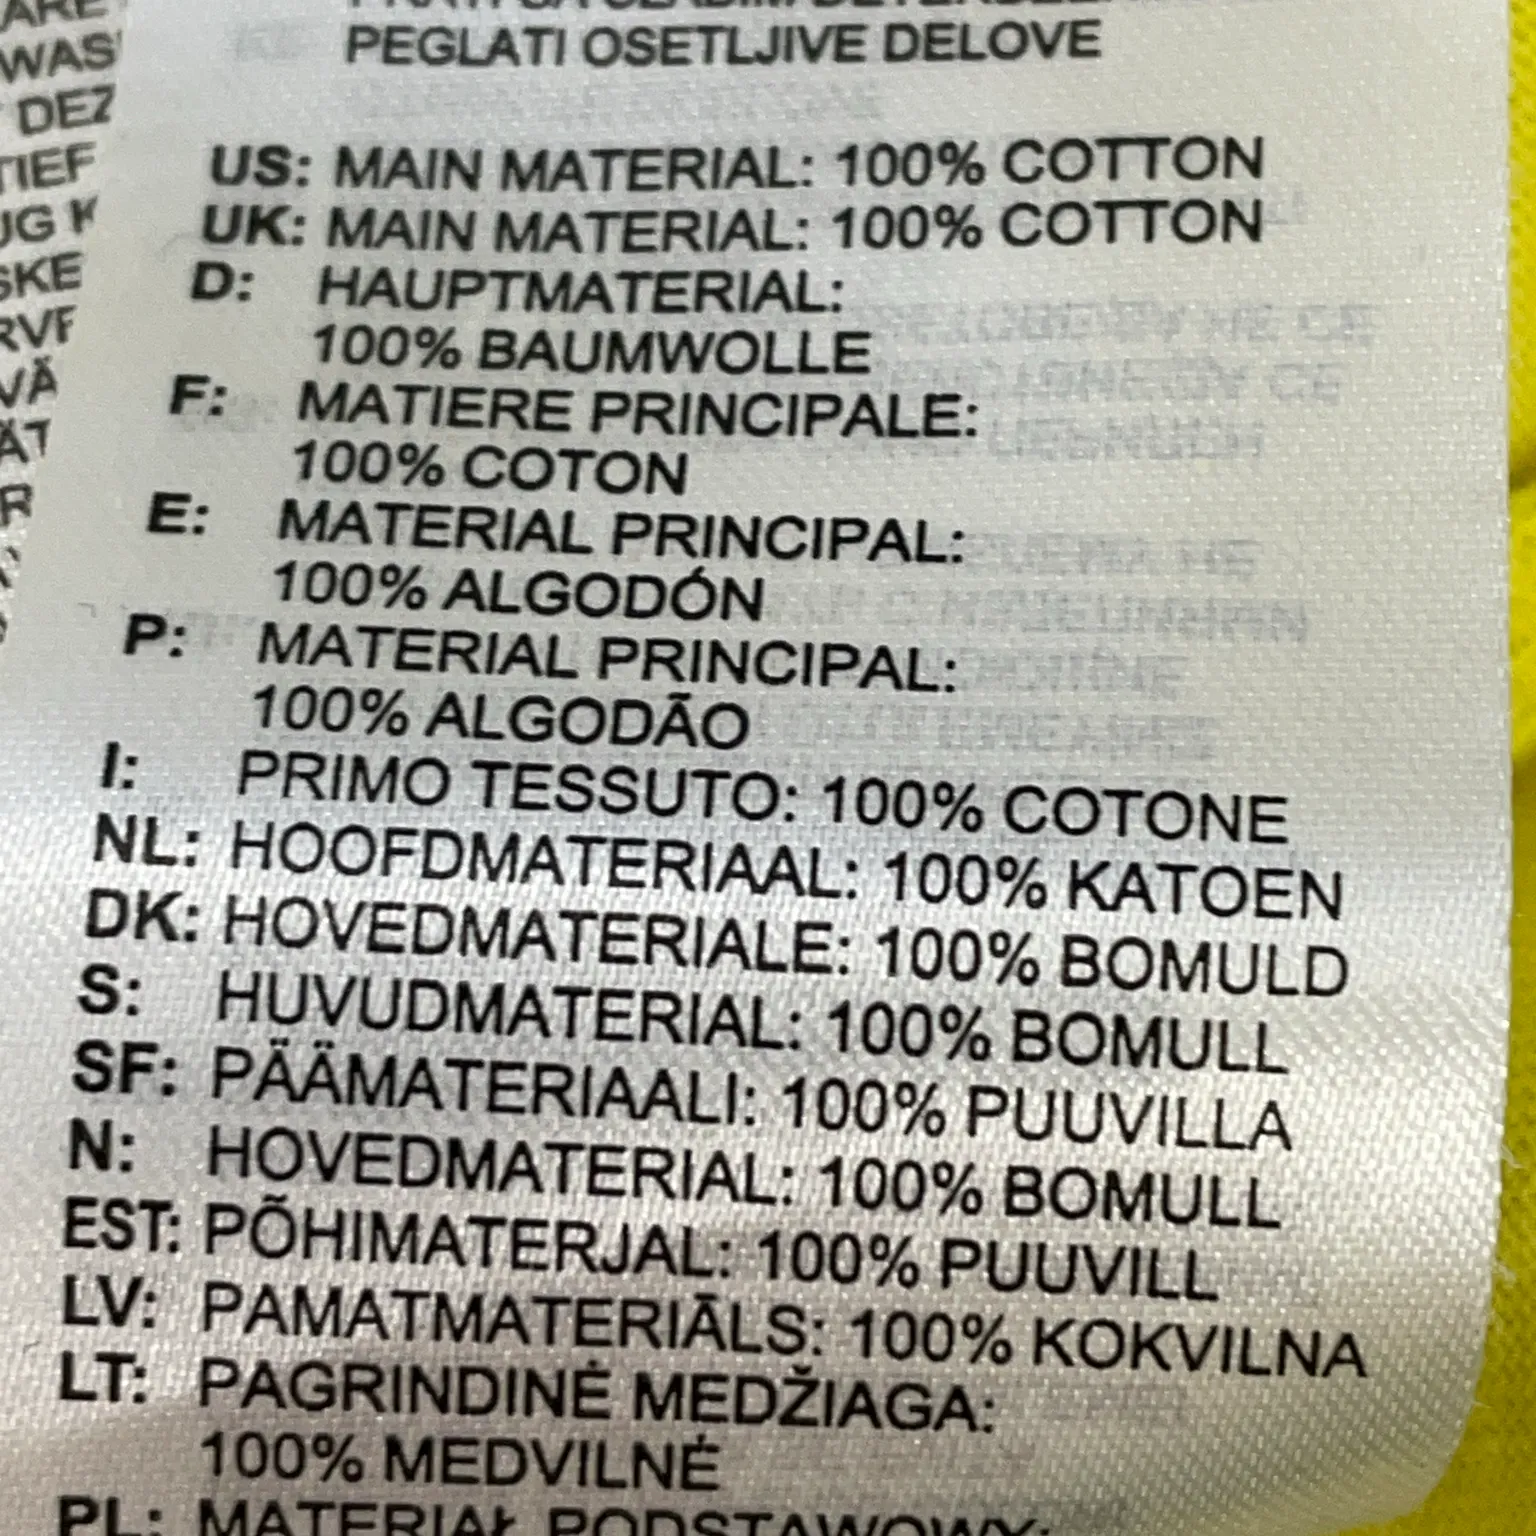 PEGLATI OSETLJIVE DELOVE
US: MAIN MATERIAL: 100% COTTON
UK: MAIN MATERIAL: 100% COTTON
D: HAUPTMATERIAL:
100% BAUMWOLLE
F: MATIERE PRINCIPALE:
100% COTON
E: MATERIAL PRINCIPAL:
100% ALGODÓN
P: MATERIAL PRINCIPAL:
100% ALGODÃO
I: PRIMO TESSUTO: 100% COTONE
NL: HOOFDMATERIAAL: 100% KATOEN
DK: HOVEDMATERIALE: 100% BOMULD
S: HUVUDMATERIAL: 100% BOMULL
SF: PÄÄMATERIAALI: 100% PUUVILLA
N: HOVEDMATERIAL: 100% BOMULL
EST: PÕHIMATERJAL: 100% PUUVILL
LV: PAMATMATERIĀLS: 100% KOKVILNA
LT: PAGRINDINĖ MEDŽIAGA:
100% MEDVILNĖ
PL: MATERIAŁ PODSTAWOWY: